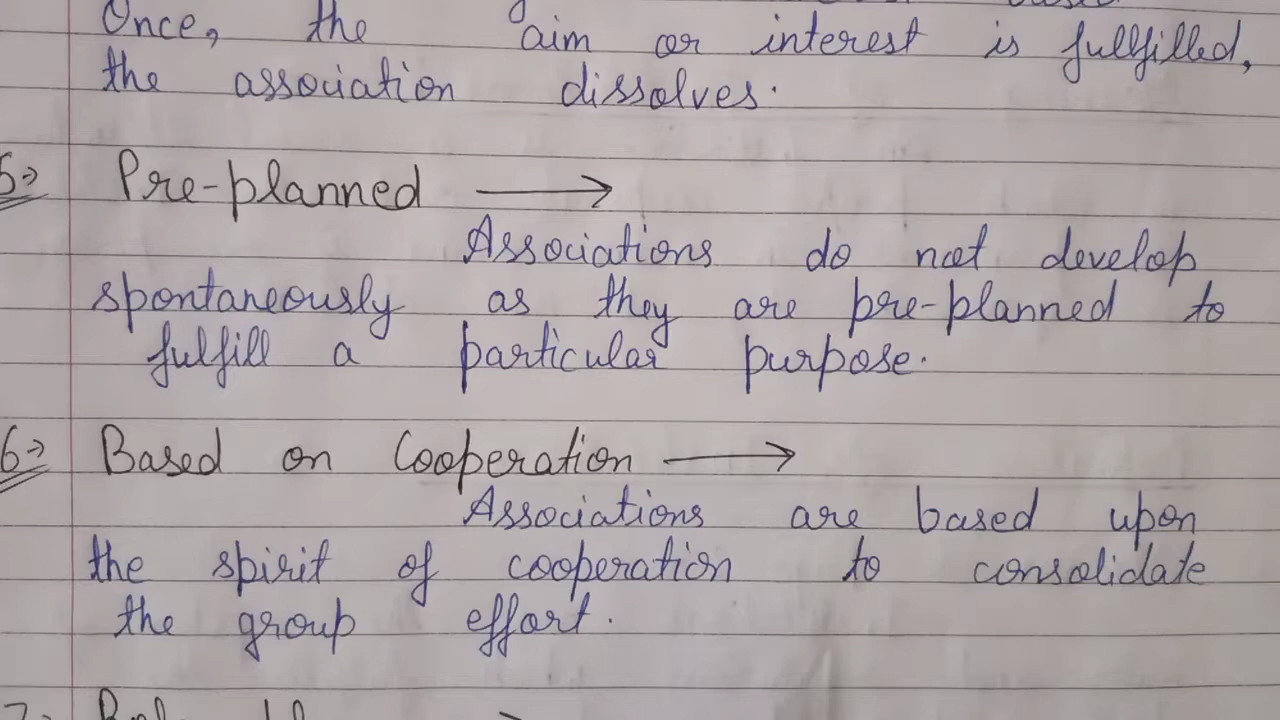 Once, the aim or interest is fullfilled,
the association dissolves.
5⇒ Pre-planned ⟶
Associations do not develop
spontaneously as they are pre-planned to
fulfill a particular purpose.
6⇒ Based on Cooperation ⟶
Associations are based upon
the spirit of cooperation to consolidate
the group effort.